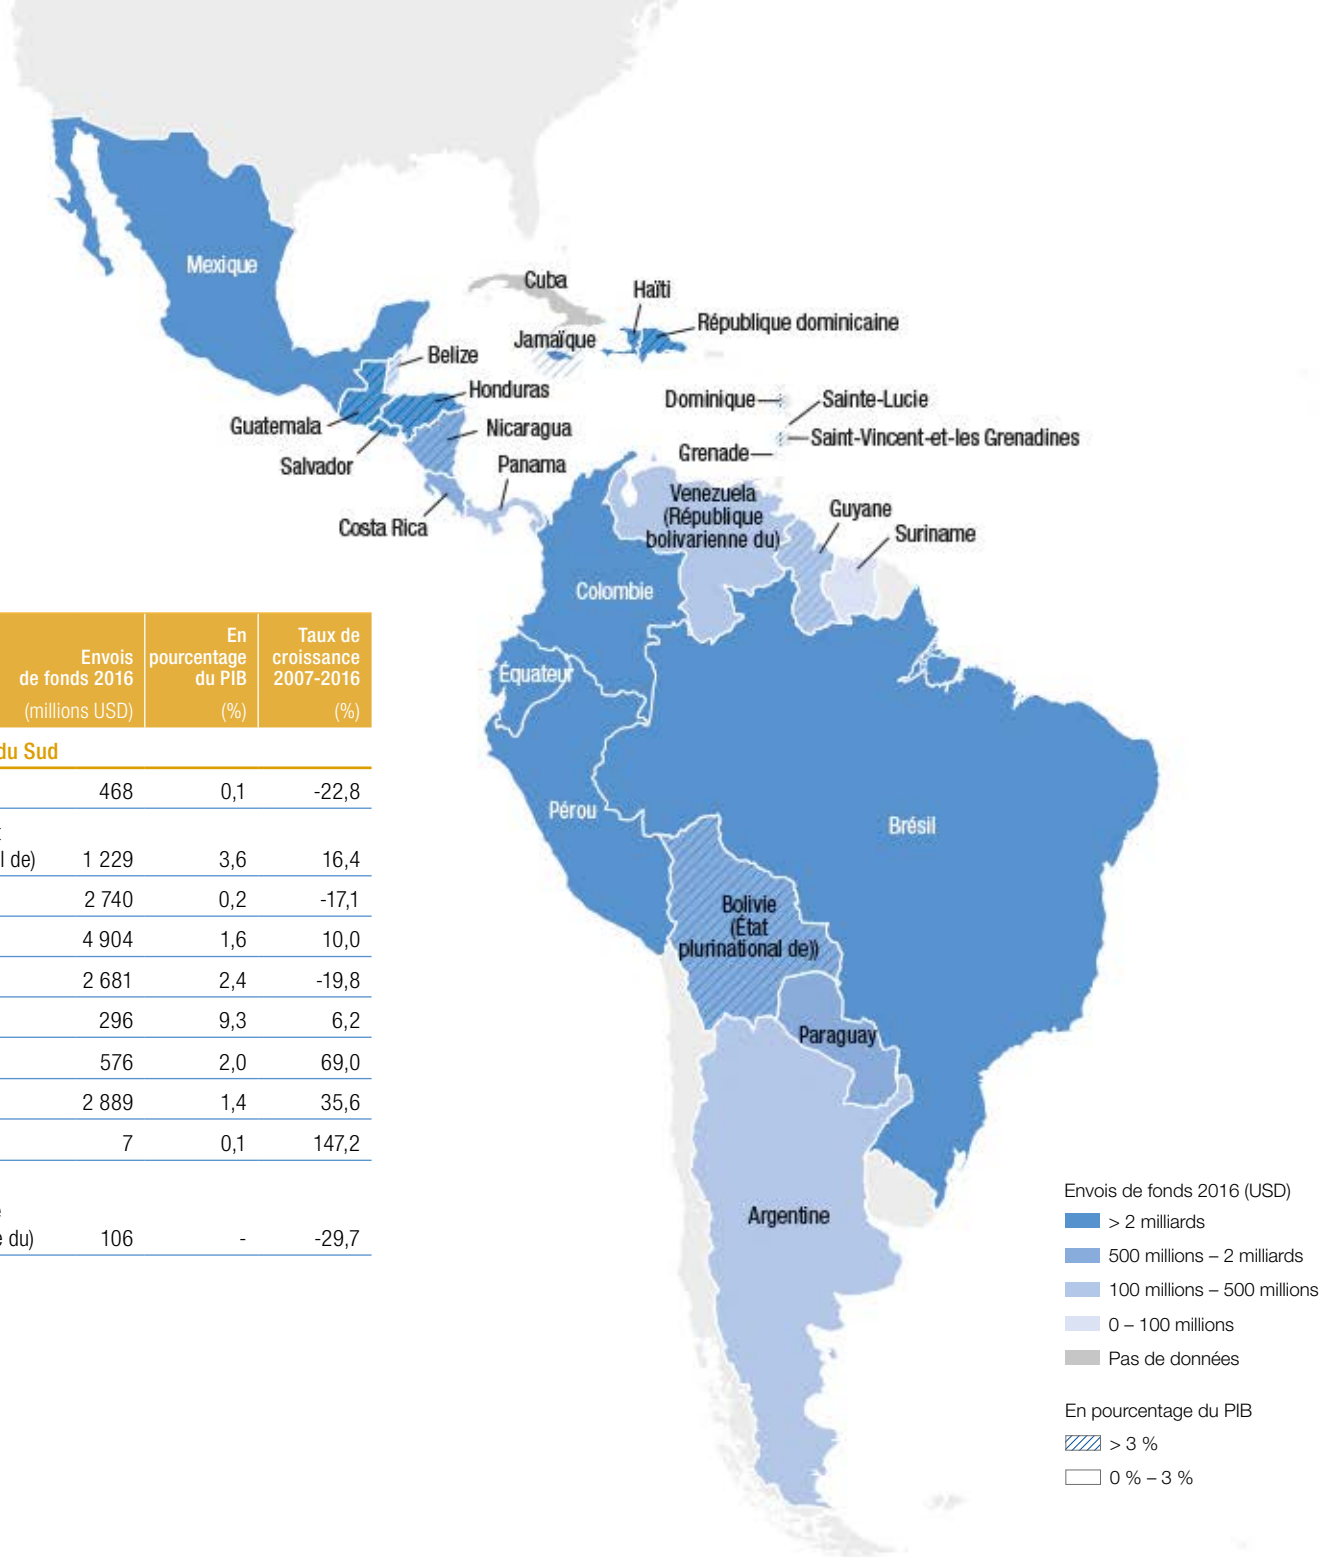 Mexique
Cuba
Haïti
République dominicaine
Jamaïque
Belize
Honduras
Dominique
Sainte-Lucie
Guatemala
Nicaragua
Saint-Vincent-et-les Grenadines
Salvador
Panama
Grenade
Venezuela
(République
bolivarienne du)
Guyane
Costa Rica
Suriname
Colombie
Équateur
Pérou
Brésil
Bolivie
(État
plurinational de))
Paraguay
Argentine
Envois
de fonds 2016
(millions USD)
En
pourcentage
du PIB
(%)
Taux de
croissance
2007-2016
(%)
du Sud
468 0,1 -22,8
l de) 1 229 3,6 16,4
2 740 0,2 -17,1
4 904 1,6 10,0
2 681 2,4 -19,8
296 9,3 6,2
576 2,0 69,0
2 889 1,4 35,6
7 0,1 147,2
e du) 106 - -29,7
Envois de fonds 2016 (USD)
> 2 milliards
500 millions – 2 milliards
100 millions – 500 millions
0 – 100 millions
Pas de données
En pourcentage du PIB
> 3 %
0 % – 3 %